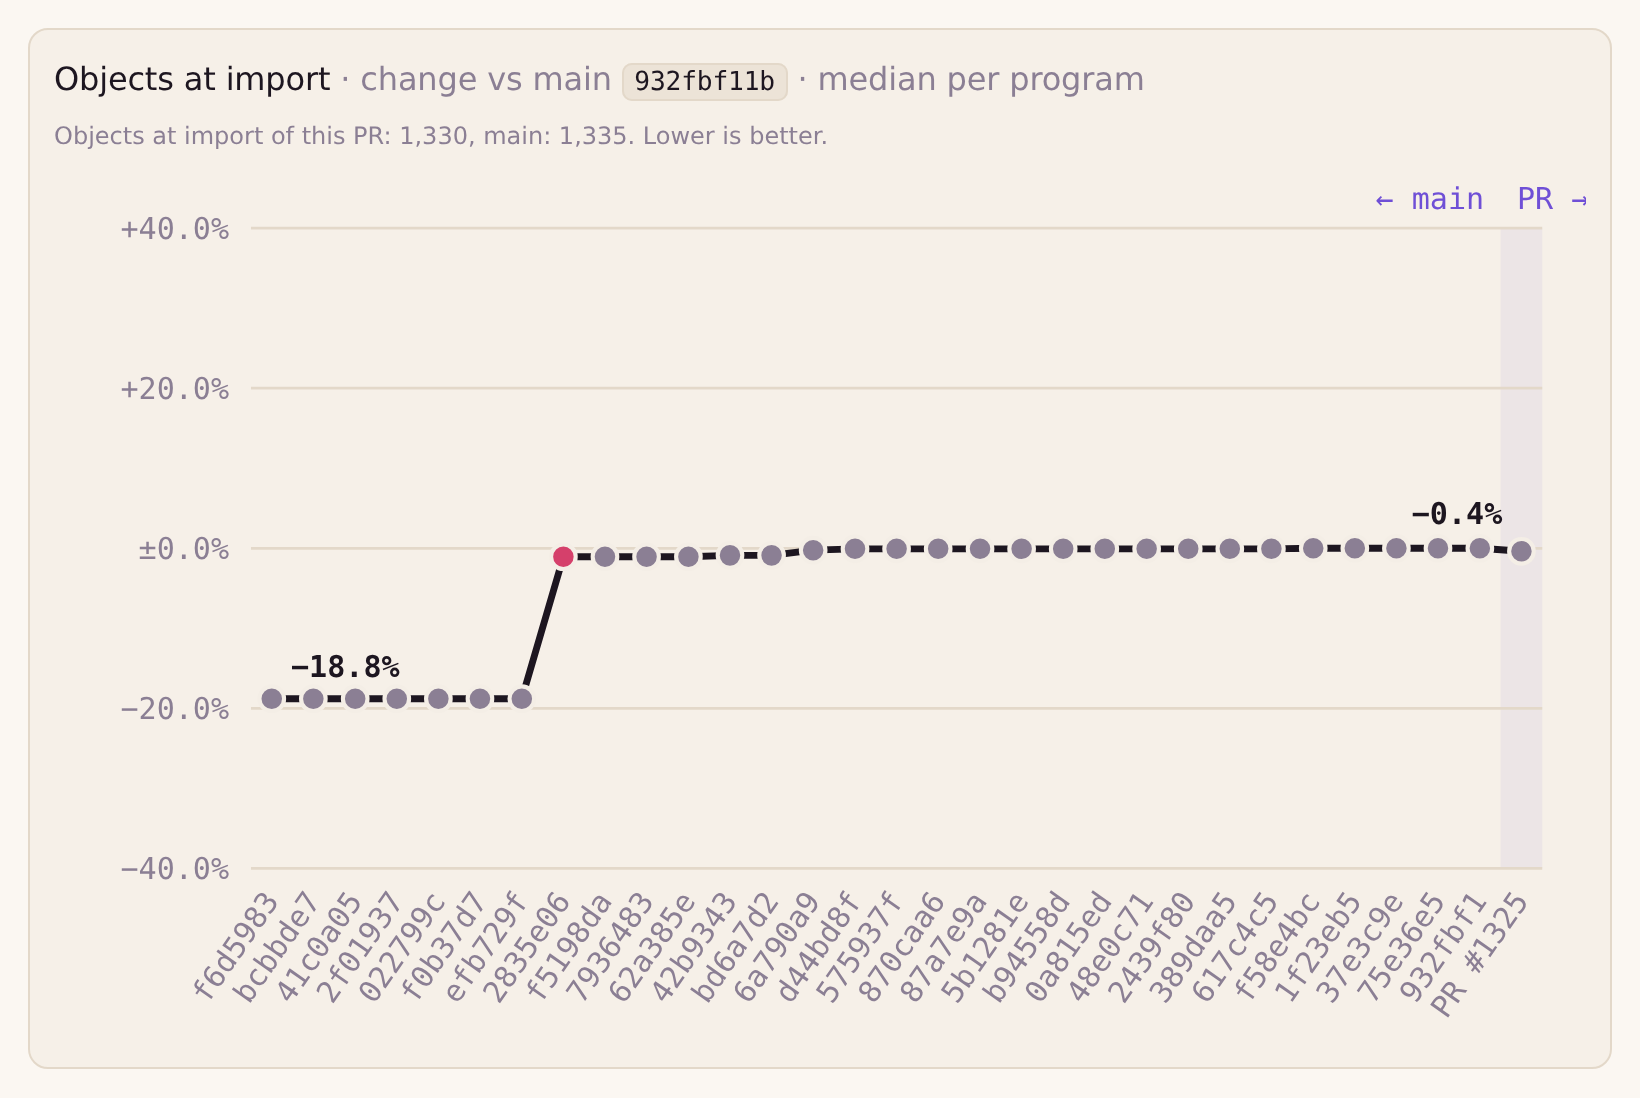 Objects at import · change vs main 932fbf11b · median per program
Objects at import of this PR: 1,330, main: 1,335. Lower is better.
← main PR →
+40.0%
+20.0%
±0.0%
−20.0%
−40.0%
−18.8%
−0.4%
f6d5983
bcbbde7
41c0a05
2f01937
022799c
f0b37d7
efb729f
2835e06
f5198da
7936483
62a385e
42b9343
bd6a7d2
6a790a9
d44bd8f
575937f
870caa6
87a7e9a
5b1281e
b94558d
0a815ed
48e0c71
2439f80
389daa5
617c4c5
f58e4bc
1f23eb5
37e3c9e
75e36e5
932fbf1
PR #1325